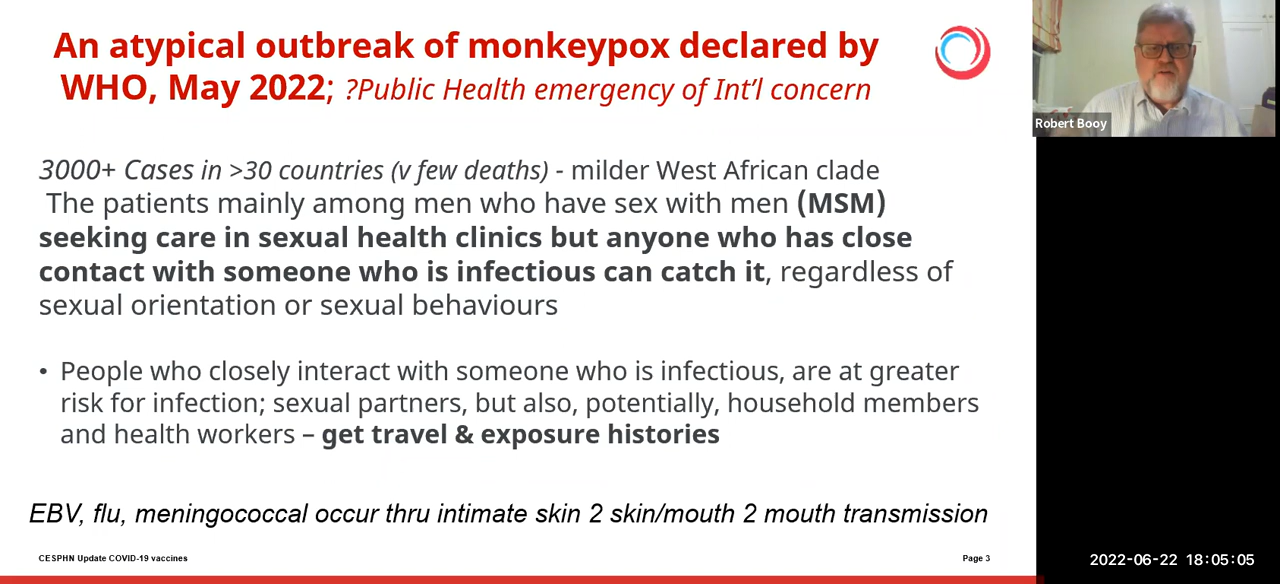 An atypical outbreak of monkeypox declared by
WHO, May 2022; ?Public Health emergency of Int'l concern
3000+ Cases in >30 countries (v few deaths) - milder West African clade
The patients mainly among men who have sex with men (MSM)
seeking care in sexual health clinics but anyone who has close
contact with someone who is infectious can catch it, regardless of
sexual orientation or sexual behaviours
• People who closely interact with someone who is infectious, are at greater
risk for infection; sexual partners, but also, potentially, household members
and health workers – get travel & exposure histories
EBV, flu, meningococcal occur thru intimate skin 2 skin/mouth 2 mouth transmission
CESPHN Update COVID-19 vaccines
Page 3
Robert Booy
2022-06-22 18:05:05